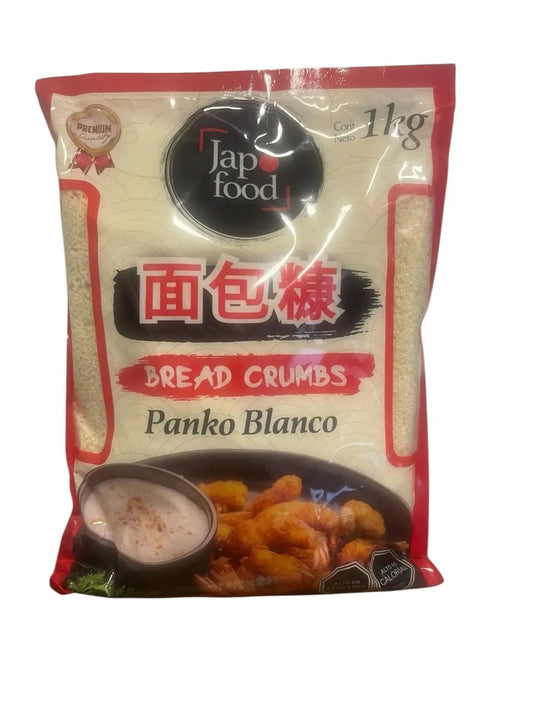 PREMIUM
Quality
Jap
food
Cont.
Neto
1kg
面包糠
BREAD CRUMBS
Panko Blanco
ALTO EN
ALTO EN
CALORÍAS